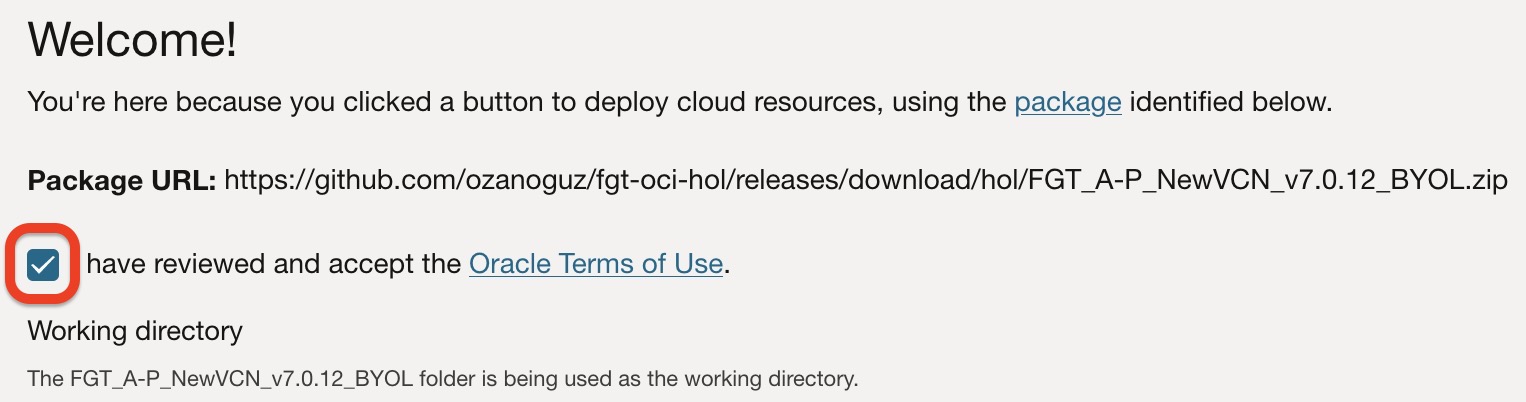 Welcome!
You're here because you clicked a button to deploy cloud resources, using the package identified below.
Package URL: https://github.com/ozanoguz/fgt-oci-hol/releases/download/hol/FGT_A-P_NewVCN_v7.0.12_BYOL.zip
have reviewed and accept the Oracle Terms of Use.
Working directory
The FGT_A-P_NewVCN_v7.0.12_BYOL folder is being used as the working directory.